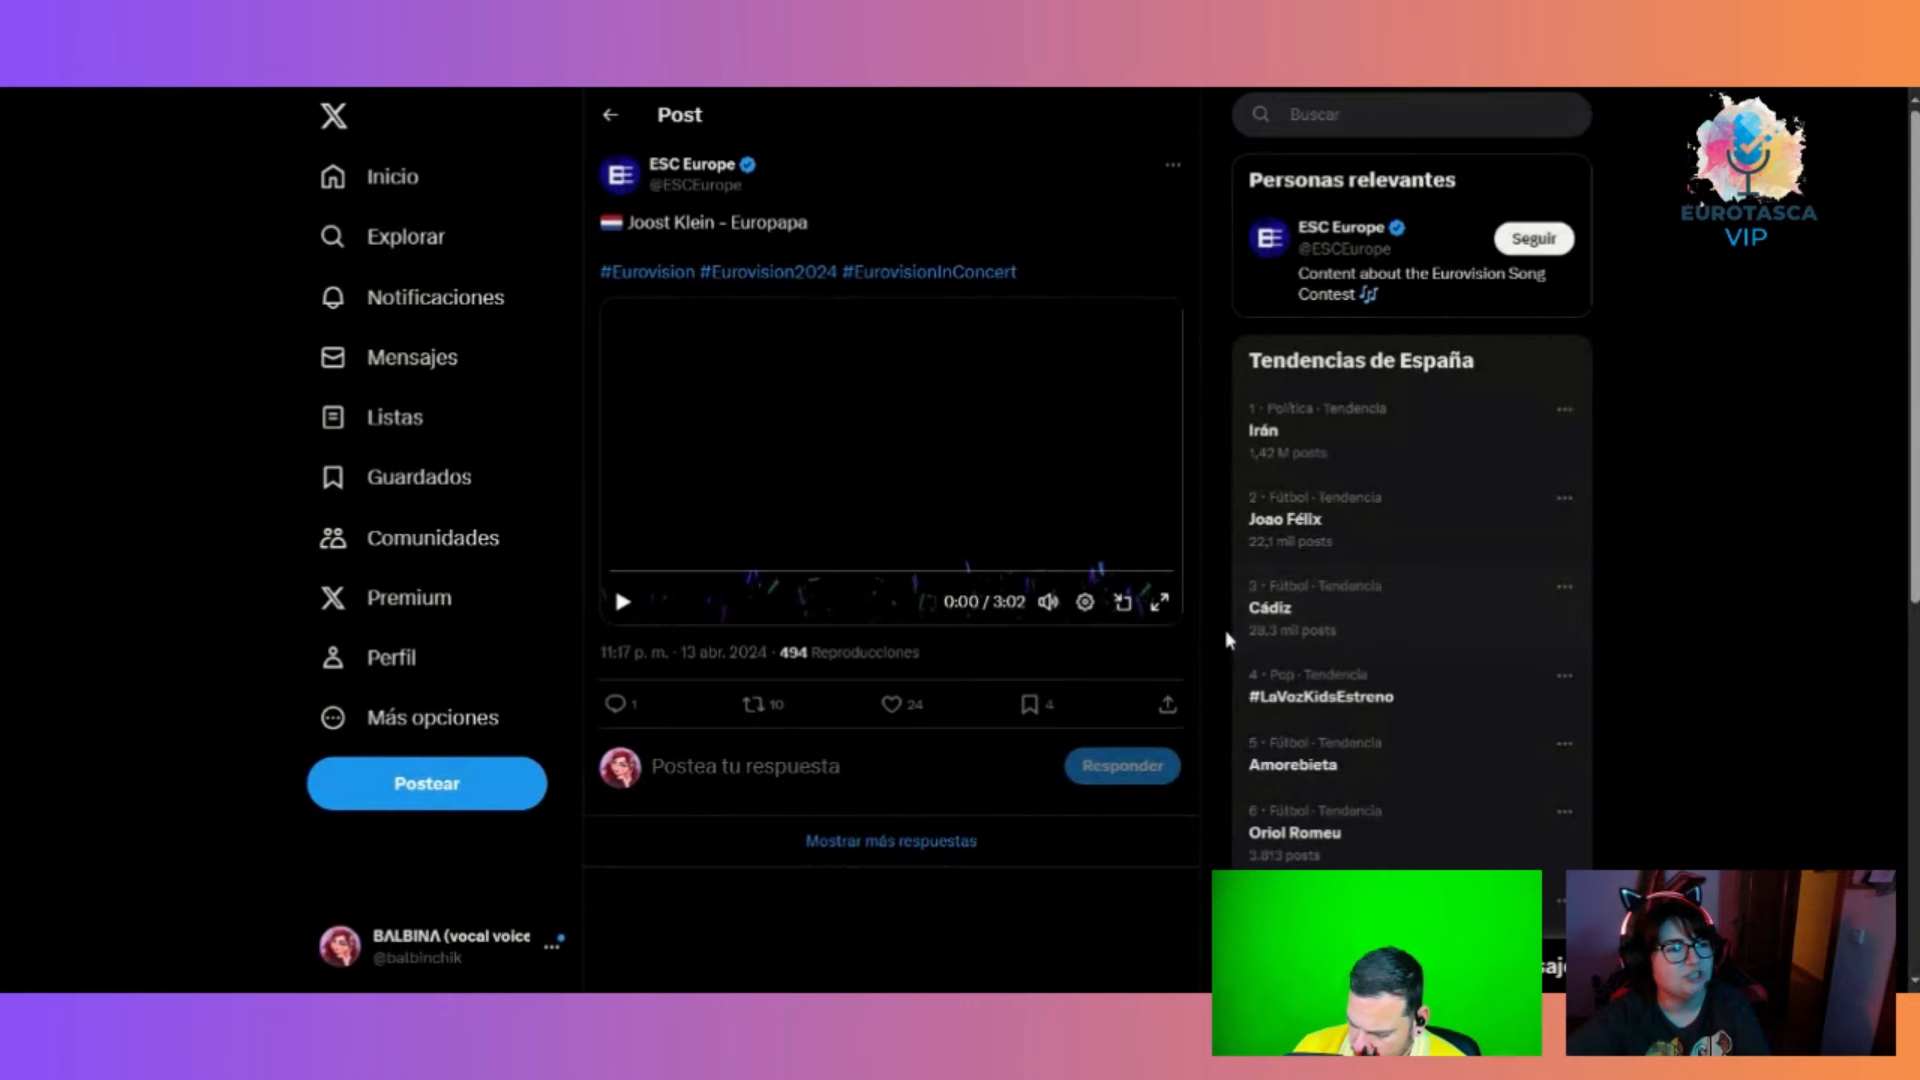 Inicio
Explorar
Notificaciones
Mensajes
Listas
Guardados
Comunidades
Premium
Perfil
Más opciones
Postear
BALBINA (vocal voice
@balbinchik
Post
ESC Europe
@ESCEurope
Joost Klein - Europapa
#Eurovision #Eurovision2024 #EurovisionInConcert
0:00 / 3:02
11:17 p. m. · 13 abr. 2024 · 494 Reproducciones
1
10
24
4
Postea tu respuesta
Responder
Mostrar más respuestas
Buscar
Personas relevantes
ESC Europe
@ESCEurope
Seguir
Content about the Eurovision Song
Contest
Tendencias de España
1 · Política · Tendencia
Irán
1,42 M posts
2 · Fútbol · Tendencia
Joao Félix
22,1 mil posts
3 · Fútbol · Tendencia
Cádiz
28,3 mil posts
4 · Pop · Tendencia
#LaVozKidsEstreno
5 · Fútbol · Tendencia
Amorebieta
6 · Fútbol · Tendencia
Oriol Romeu
3.813 posts
EUROTASCA
VIP